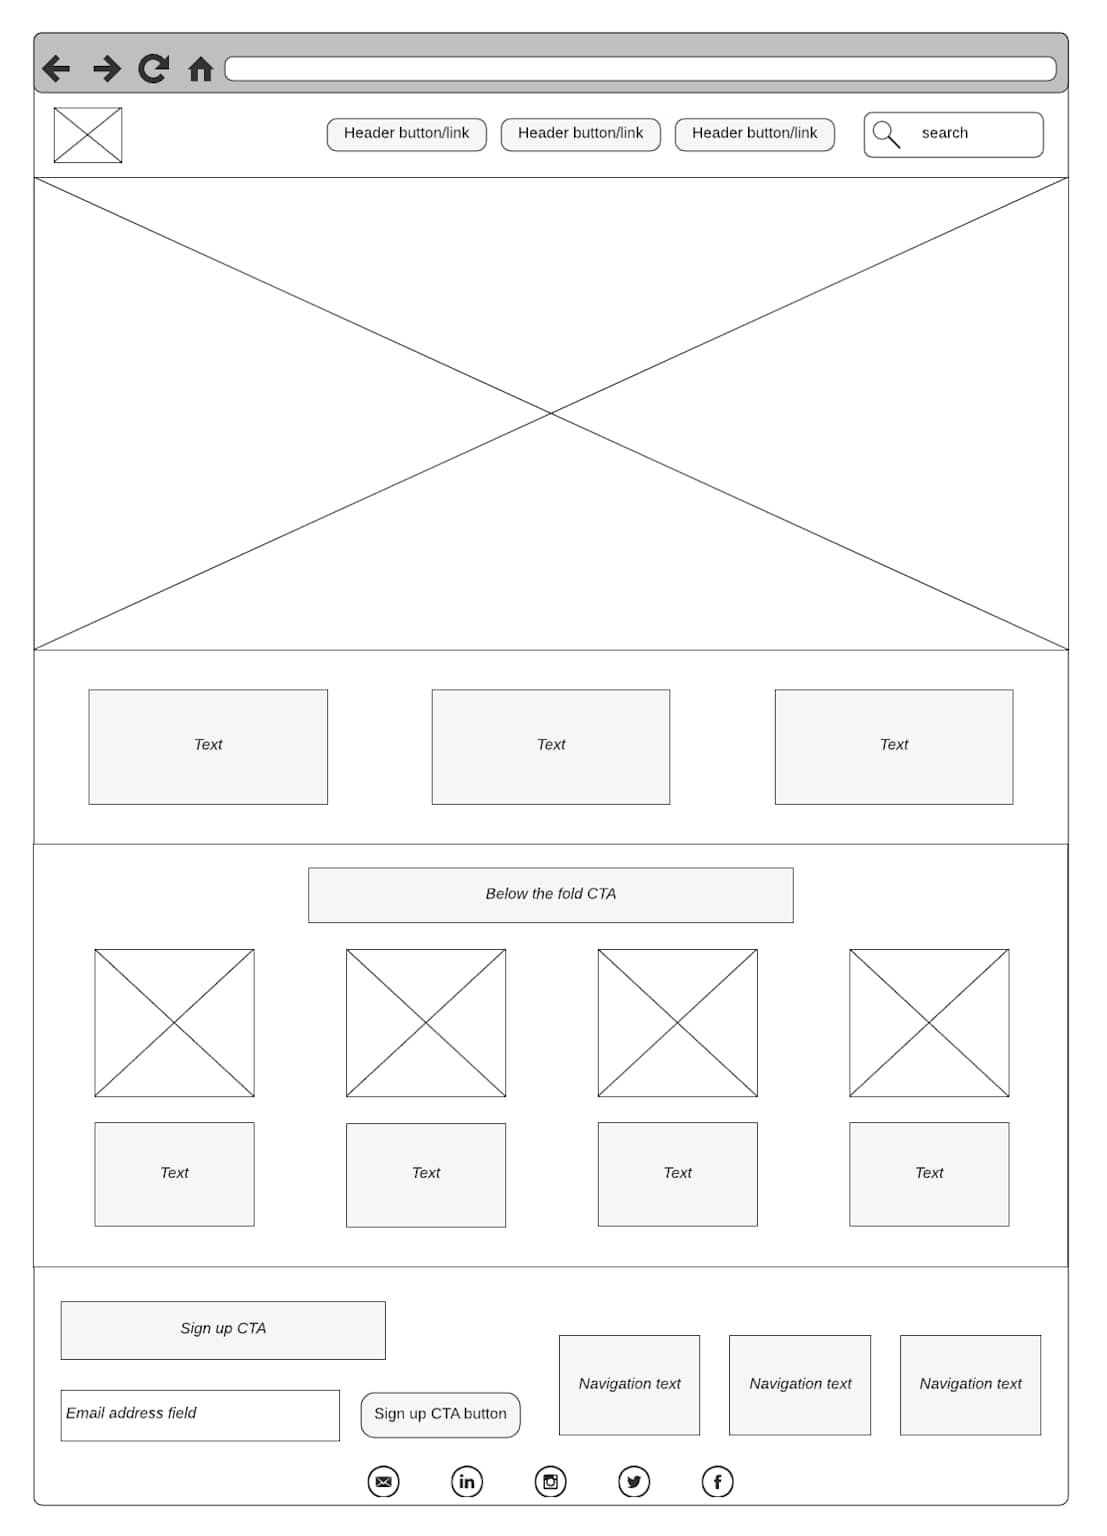 Header button/link
Header button/link
Header button/link
search
Text
Text
Text
Below the fold CTA
Text
Text
Text
Text
Sign up CTA
Email address field
Sign up CTA button
Navigation text
Navigation text
Navigation text
in
f